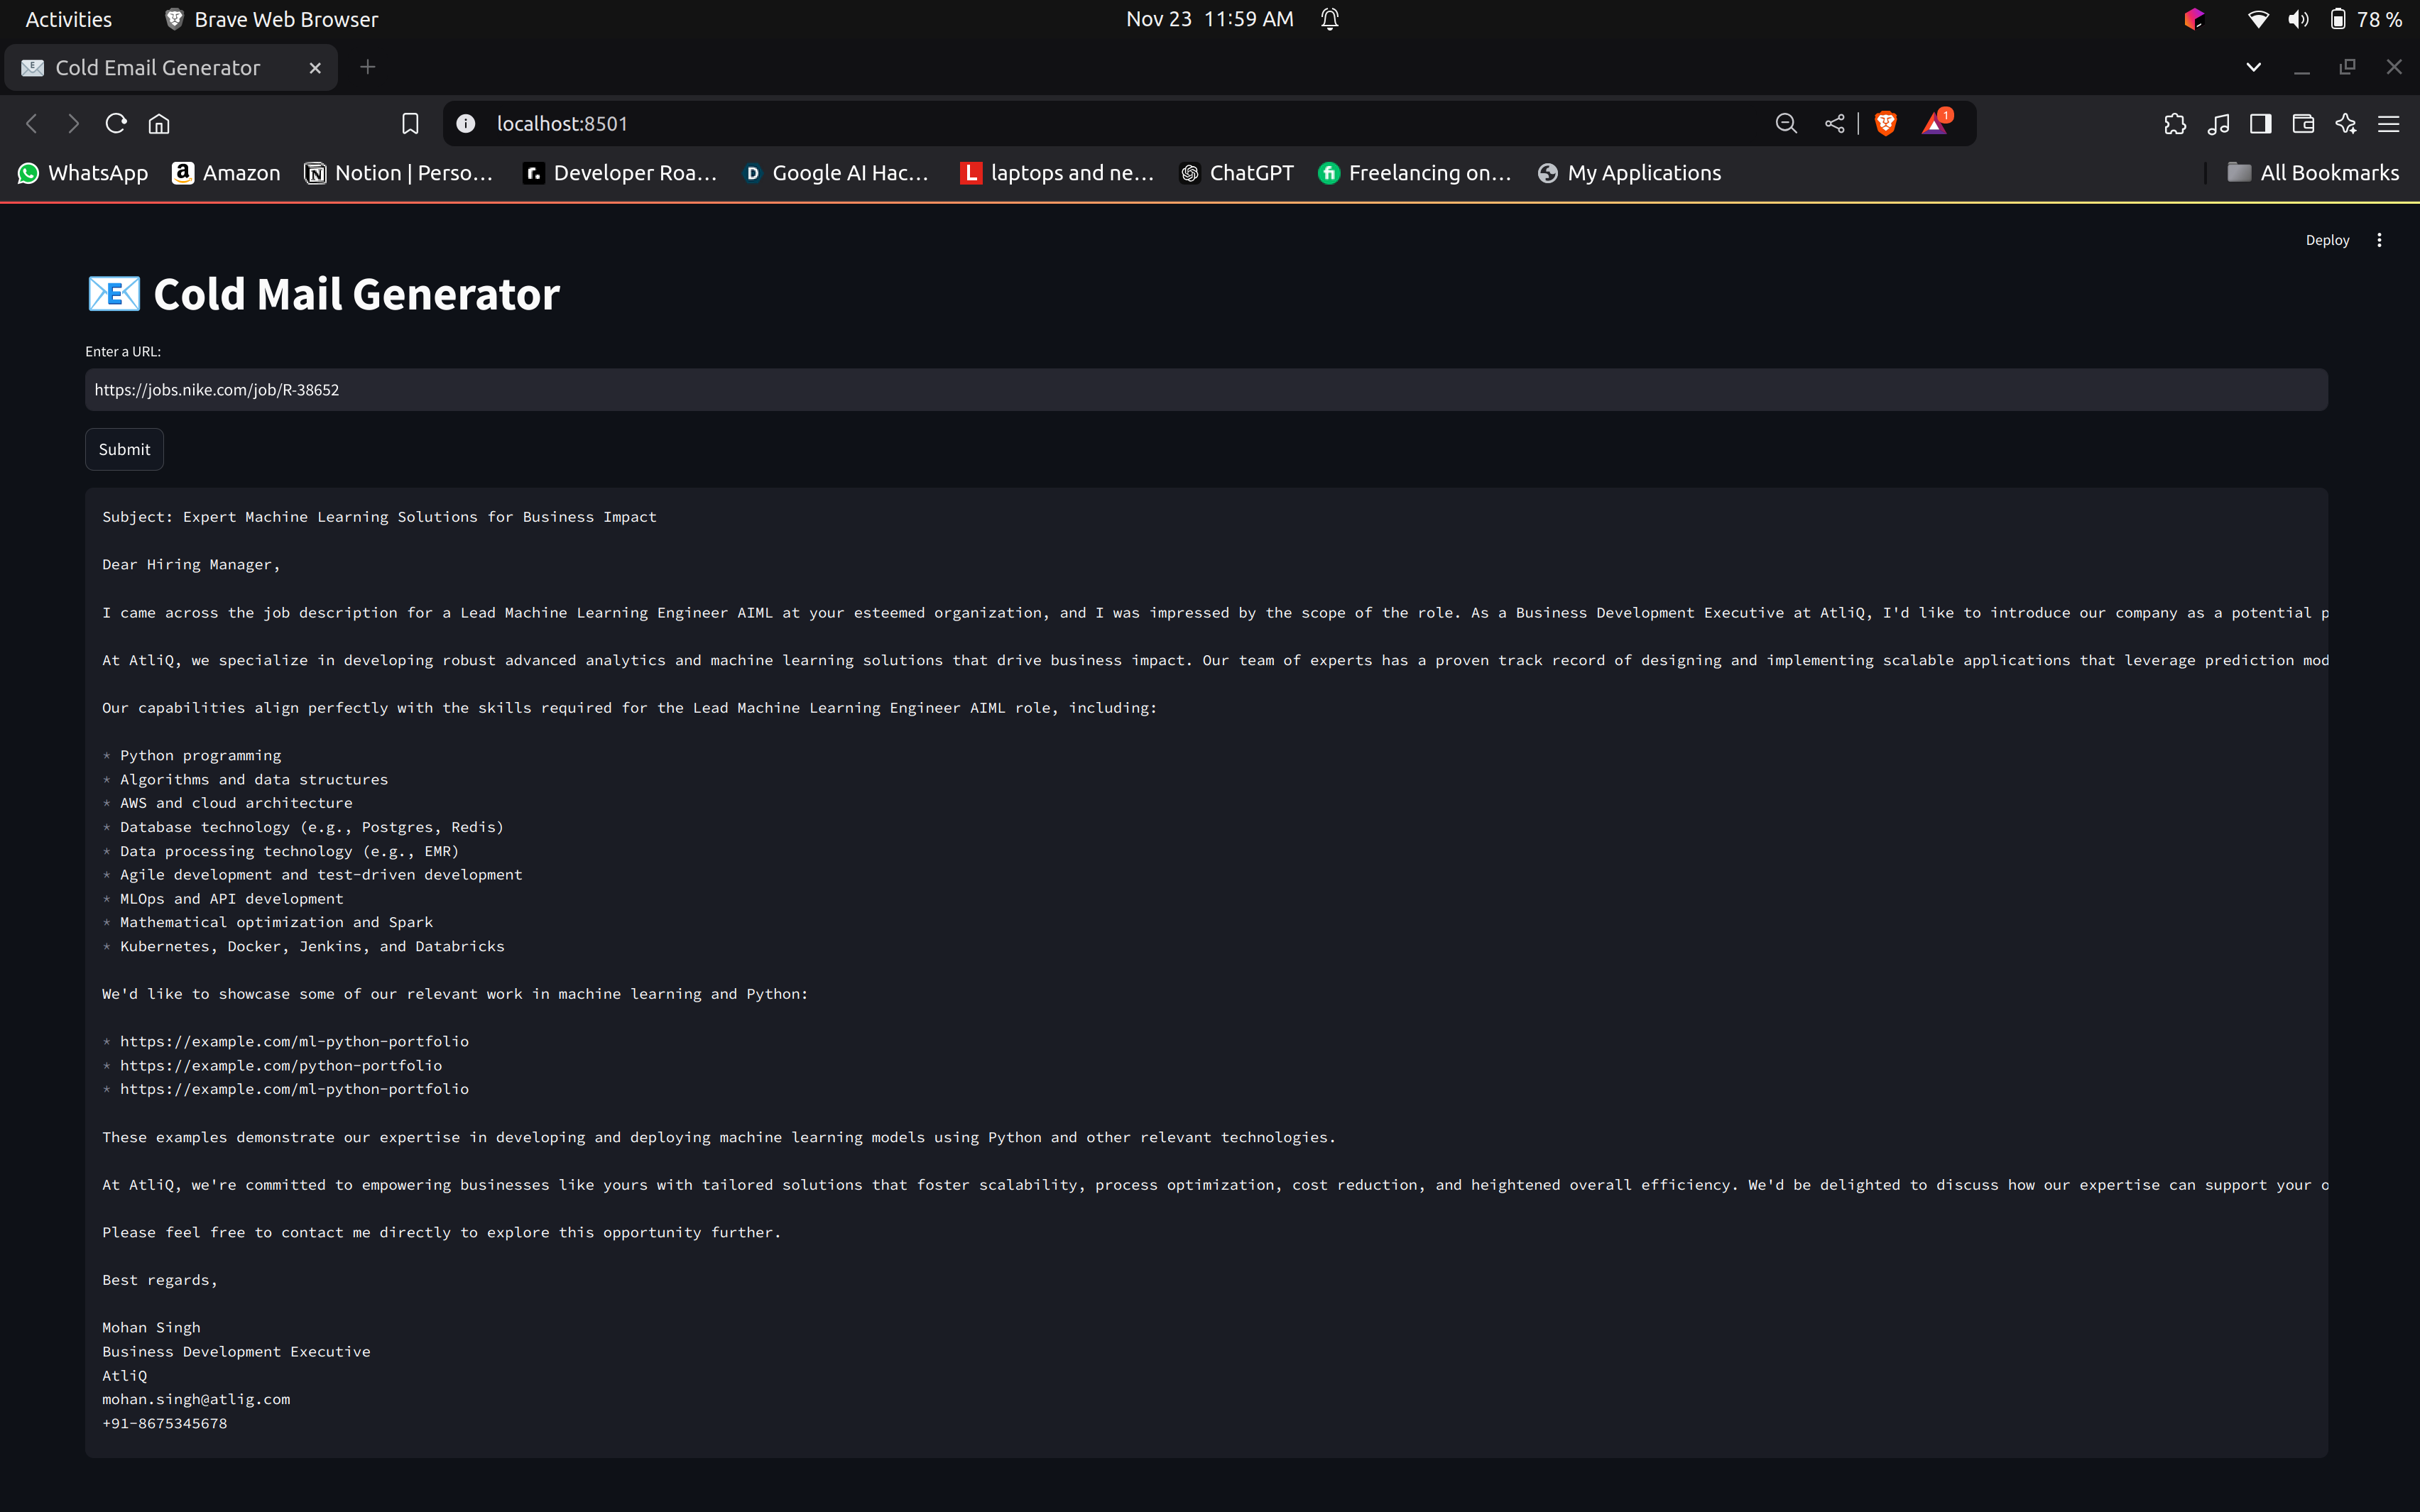 Activities Brave Web Browser Nov 23 11:59 AM 78 %
Cold Email Generator
localhost:8501 1
WhatsApp Amazon Notion | Perso... Developer Roa... Google AI Hac... laptops and ne... ChatGPT Freelancing on... My Applications All Bookmarks
Deploy
Cold Mail Generator
Enter a URL:
https://jobs.nike.com/job/R-38652
Submit
Subject: Expert Machine Learning Solutions for Business Impact
Dear Hiring Manager,
I came across the job description for a Lead Machine Learning Engineer AIML at your esteemed organization, and I was impressed by the scope of the role. As a Business Development Executive at AtliQ, I'd like to introduce our company as a potential p
At AtliQ, we specialize in developing robust advanced analytics and machine learning solutions that drive business impact. Our team of experts has a proven track record of designing and implementing scalable applications that leverage prediction mod
Our capabilities align perfectly with the skills required for the Lead Machine Learning Engineer AIML role, including:
* Python programming
* Algorithms and data structures
* AWS and cloud architecture
* Database technology (e.g., Postgres, Redis)
* Data processing technology (e.g., EMR)
* Agile development and test-driven development
* MLOps and API development
* Mathematical optimization and Spark
* Kubernetes, Docker, Jenkins, and Databricks
We'd like to showcase some of our relevant work in machine learning and Python:
* https://example.com/ml-python-portfolio
* https://example.com/python-portfolio
* https://example.com/ml-python-portfolio
These examples demonstrate our expertise in developing and deploying machine learning models using Python and other relevant technologies.
At AtliQ, we're committed to empowering businesses like yours with tailored solutions that foster scalability, process optimization, cost reduction, and heightened overall efficiency. We'd be delighted to discuss how our expertise can support your o
Please feel free to contact me directly to explore this opportunity further.
Best regards,
Mohan Singh
Business Development Executive
AtliQ
mohan.singh@atlig.com
+91-8675345678